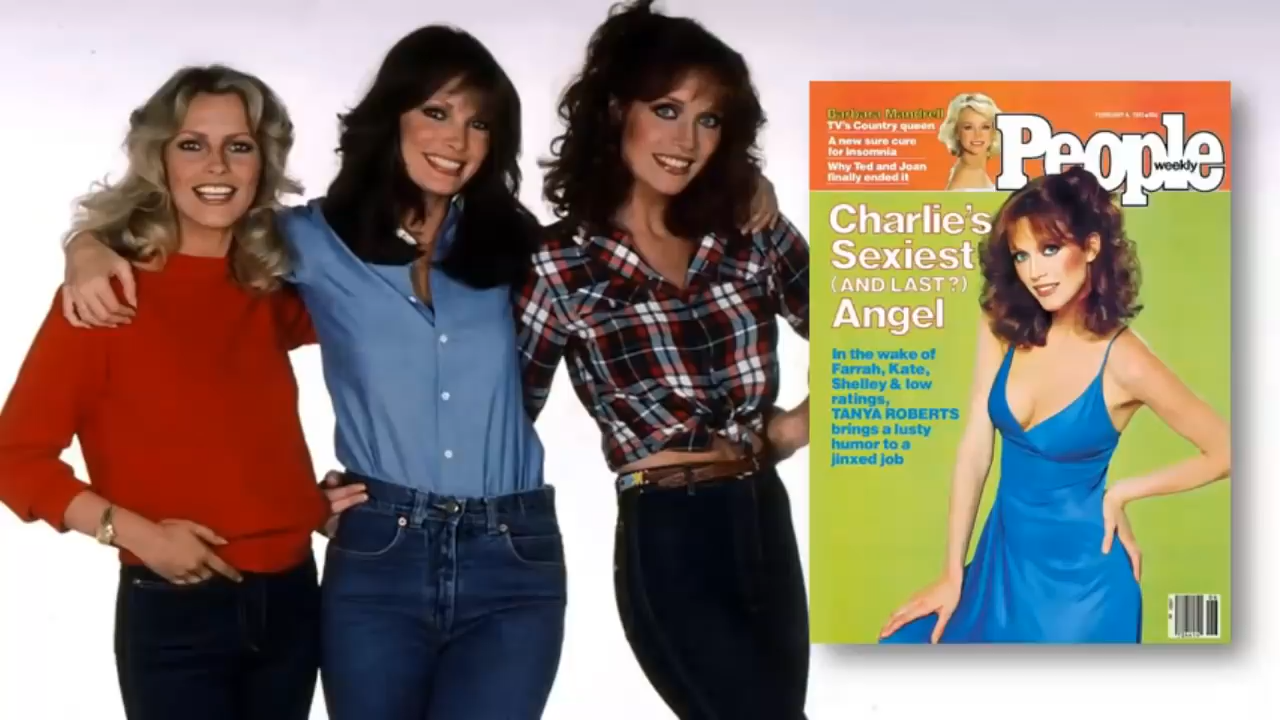 Barbara Mandrell
TV's Country queen
A new sure cure
for insomnia
Why Ted and Joan
finally ended it
People
weekly
Charlie's
Sexiest
(AND LAST?)
Angel
In the wake of
Farrah, Kate,
Shelley & low
ratings,
TANYA ROBERTS
brings a lusty
humor to a
jinxed job